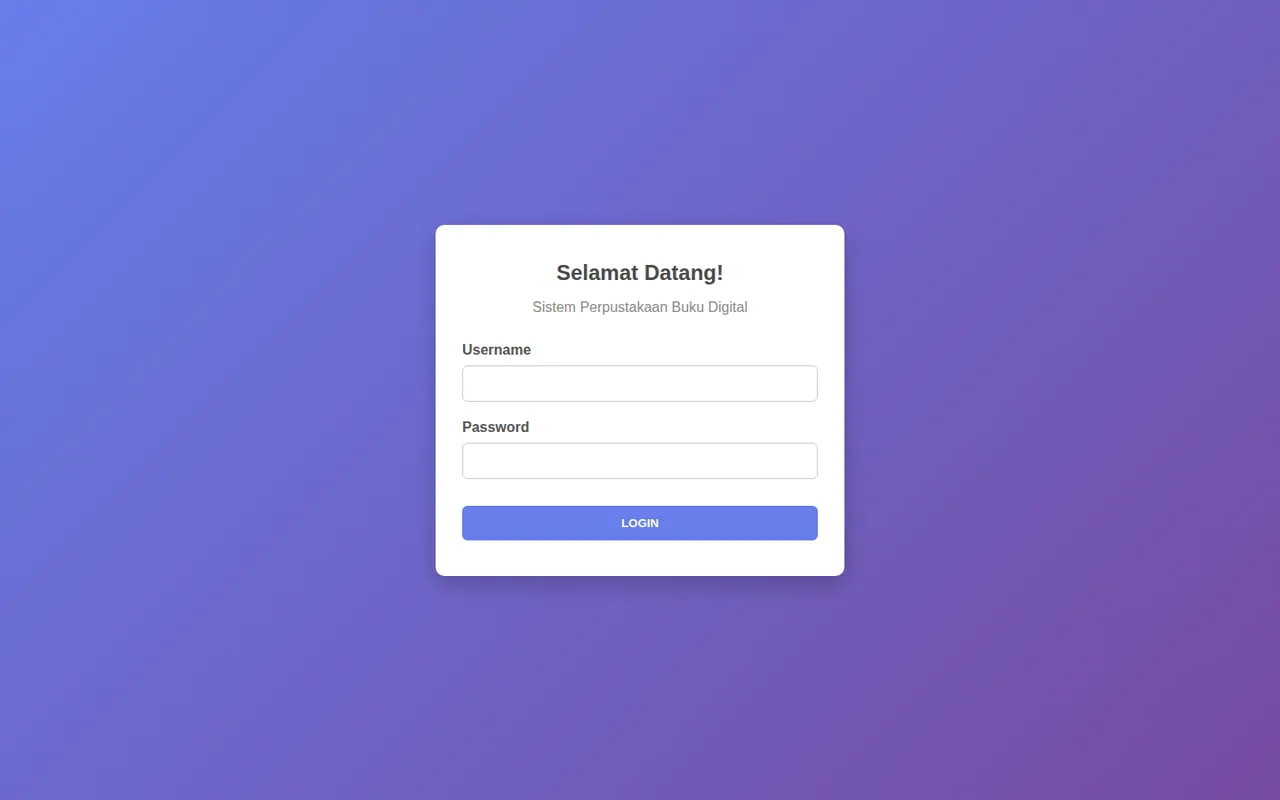 Selamat Datang!
Sistem Perpustakaan Buku Digital
Username
Password
LOGIN